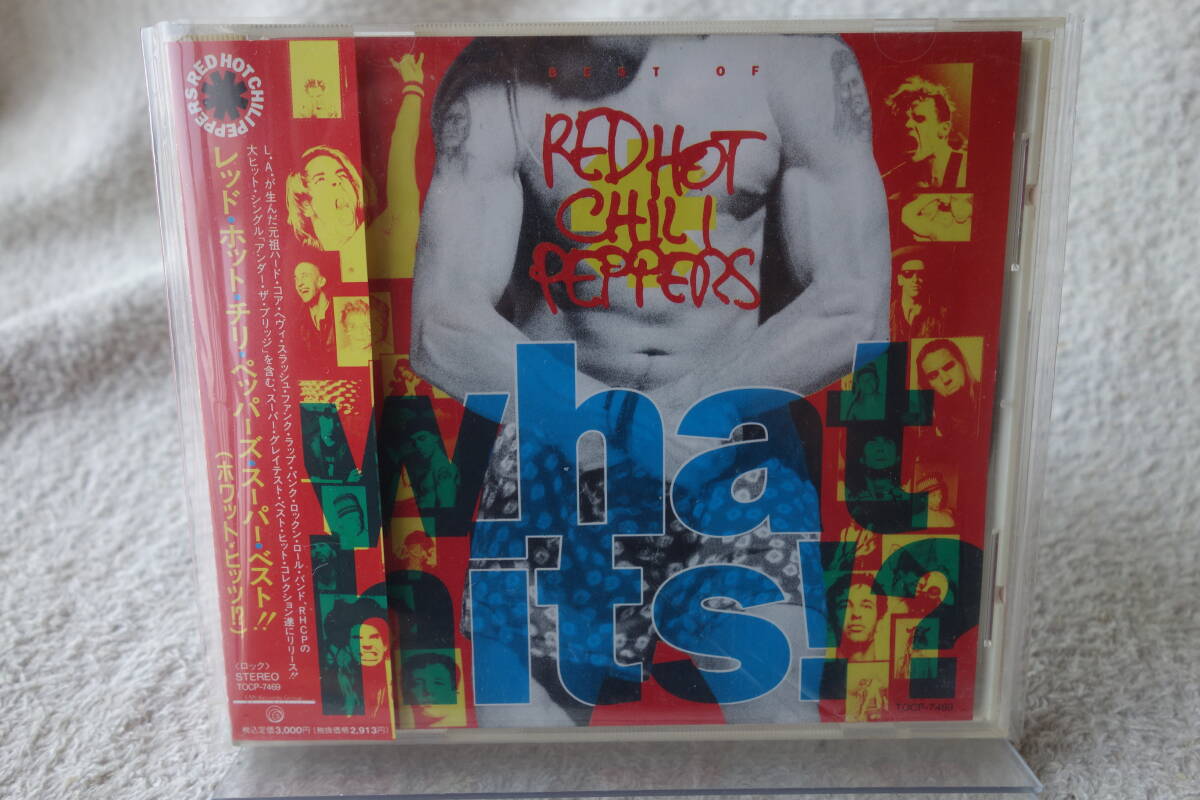 RED HOT CHILI PEPPERS
レッド・ホット・チリ・ペッパーズ・スーパー・ベスト!!
(ホワット・ヒッツ!?)
L.A.が生んだ元祖ハード・コア・ヘヴィ・スラッシュ・ファンク・ラップ・パンク・ロックン・ロール・バンド、RHCPの
大ヒット・シングル「アンダー・ザ・ブリッジ」を含む、スーパー・グレイテスト・ベスト・ヒット・コレクション遂にリリース!!
〈ロック〉
STEREO
TOCP-7469
税込定価3,000円(税抜価格2,913円)
BEST OF
RED HOT
CHILI
PEPPERS
what
hits!?
TOCP-7469